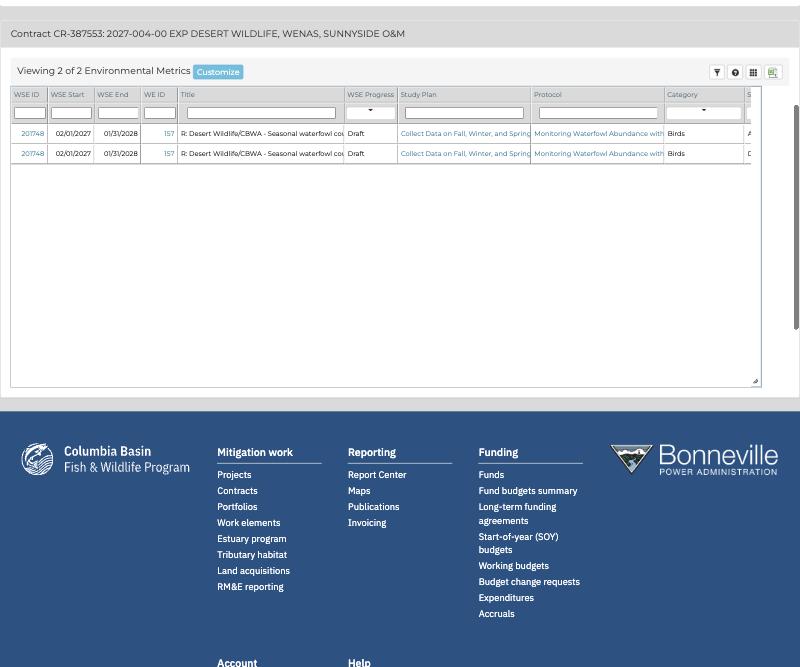 Contract CR-387553: 2027-004-00 EXP DESERT WILDLIFE, WENAS, SUNNYSIDE O&M
Viewing 2 of 2 Environmental Metrics Customize
WSE ID WSE Start WSE End WE ID Title WSE Progress Study Plan Protocol Category S
201748 02/01/2027 01/31/2028 157 R: Desert Wildlife/CBWA - Seasonal waterfowl cou Draft Collect Data on Fall, Winter, and Spring Monitoring Waterfowl Abundance with Birds
201748 02/01/2027 01/31/2028 157 R: Desert Wildlife/CBWA - Seasonal waterfowl cou Draft Collect Data on Fall, Winter, and Spring Monitoring Waterfowl Abundance with Birds
Columbia Basin
Fish & Wildlife Program
Mitigation work
Projects
Contracts
Portfolios
Work elements
Estuary program
Tributary habitat
Land acquisitions
RM&E reporting
Reporting
Report Center
Maps
Publications
Invoicing
Funding
Funds
Fund budgets summary
Long-term funding
agreements
Start-of-year (SOY)
budgets
Working budgets
Budget change requests
Expenditures
Accruals
Bonneville
POWER ADMINISTRATION
Account
Help